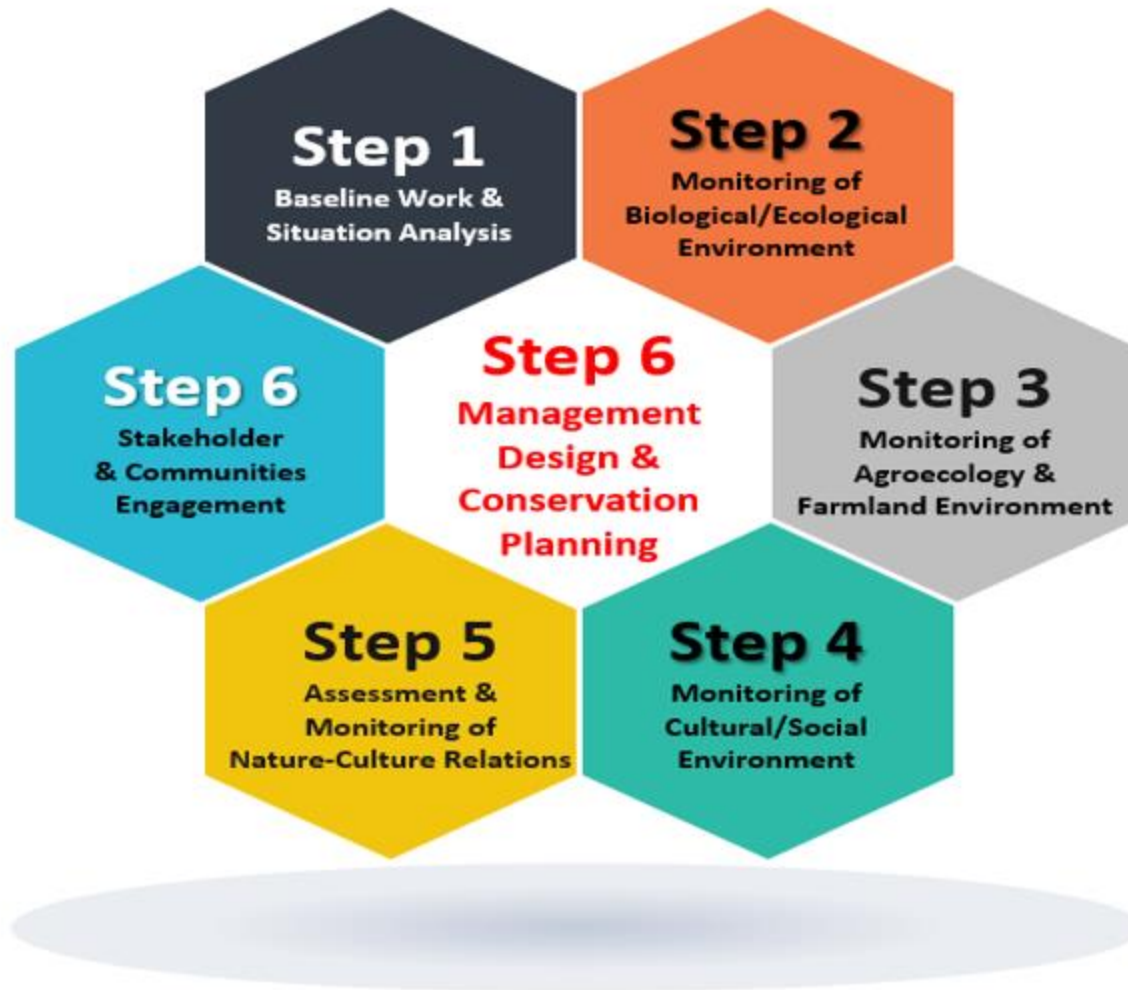 Step 1
Baseline Work &
Situation Analysis
Step 2
Monitoring of
Biological/Ecological
Environment
Step 3
Monitoring of
Agroecology &
Farmland Environment
Step 4
Monitoring of
Cultural/Social
Environment
Step 5
Assessment &
Monitoring of
Nature-Culture Relations
Step 6
Stakeholder
& Communities
Engagement
Step 6
Management
Design &
Conservation
Planning